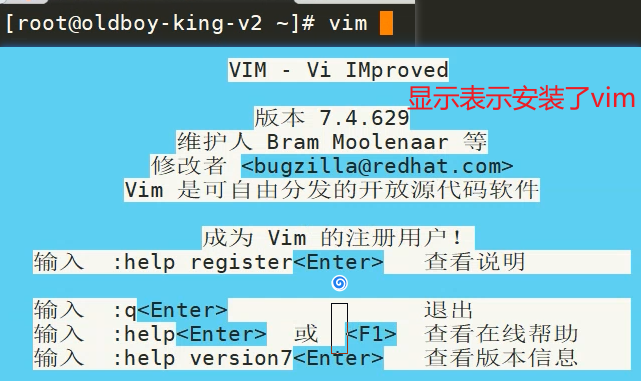 [root@oldboy-king-v2 ~]# vim
VIM - Vi IMproved
显示表示安装了vim
版本 7.4.629
维护人 Bram Moolenaar 等
修改者 <bugzilla@redhat.com>
Vim 是可自由分发的开放源代码软件
成为 Vim 的注册用户!
输入 :help register<Enter> 查看说明
输入 :q<Enter> 退出
输入 :help<Enter> 或 <F1> 查看在线帮助
输入 :help version7<Enter> 查看版本信息